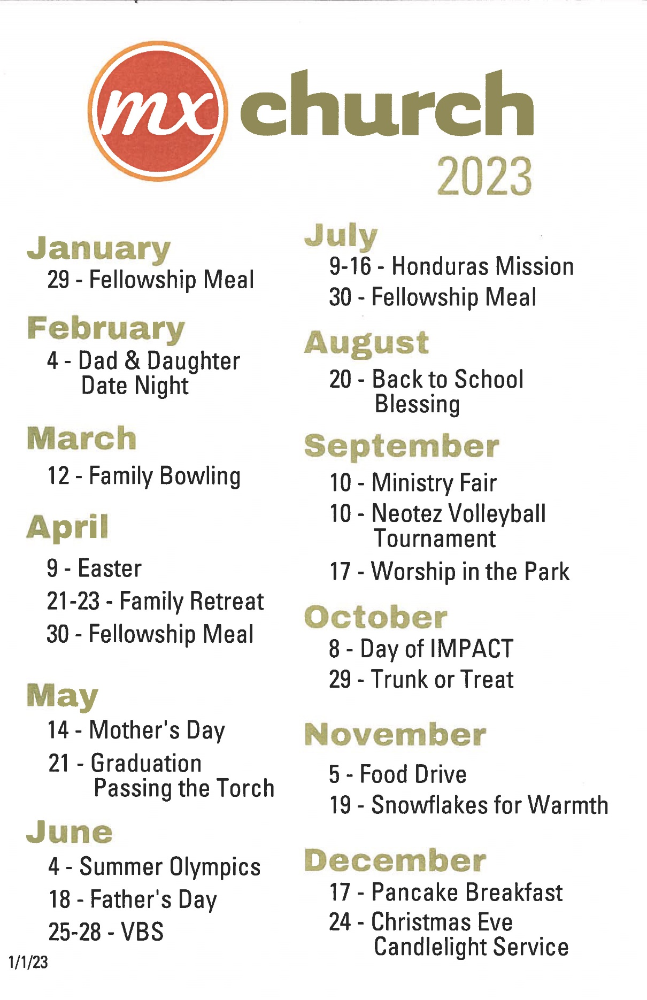 mx church
2023
January
29 - Fellowship Meal
February
4 - Dad & Daughter
Date Night
March
12 - Family Bowling
April
9 - Easter
21-23 - Family Retreat
30 - Fellowship Meal
May
14 - Mother's Day
21 - Graduation
Passing the Torch
June
4 - Summer Olympics
18 - Father's Day
25-28 - VBS
1/1/23
July
9-16 - Honduras Mission
30 - Fellowship Meal
August
20 - Back to School
Blessing
September
10 - Ministry Fair
10 - Neotez Volleyball
Tournament
17 - Worship in the Park
October
8 - Day of IMPACT
29 - Trunk or Treat
November
5 - Food Drive
19 - Snowflakes for Warmth
December
17 - Pancake Breakfast
24 - Christmas Eve
Candlelight Service